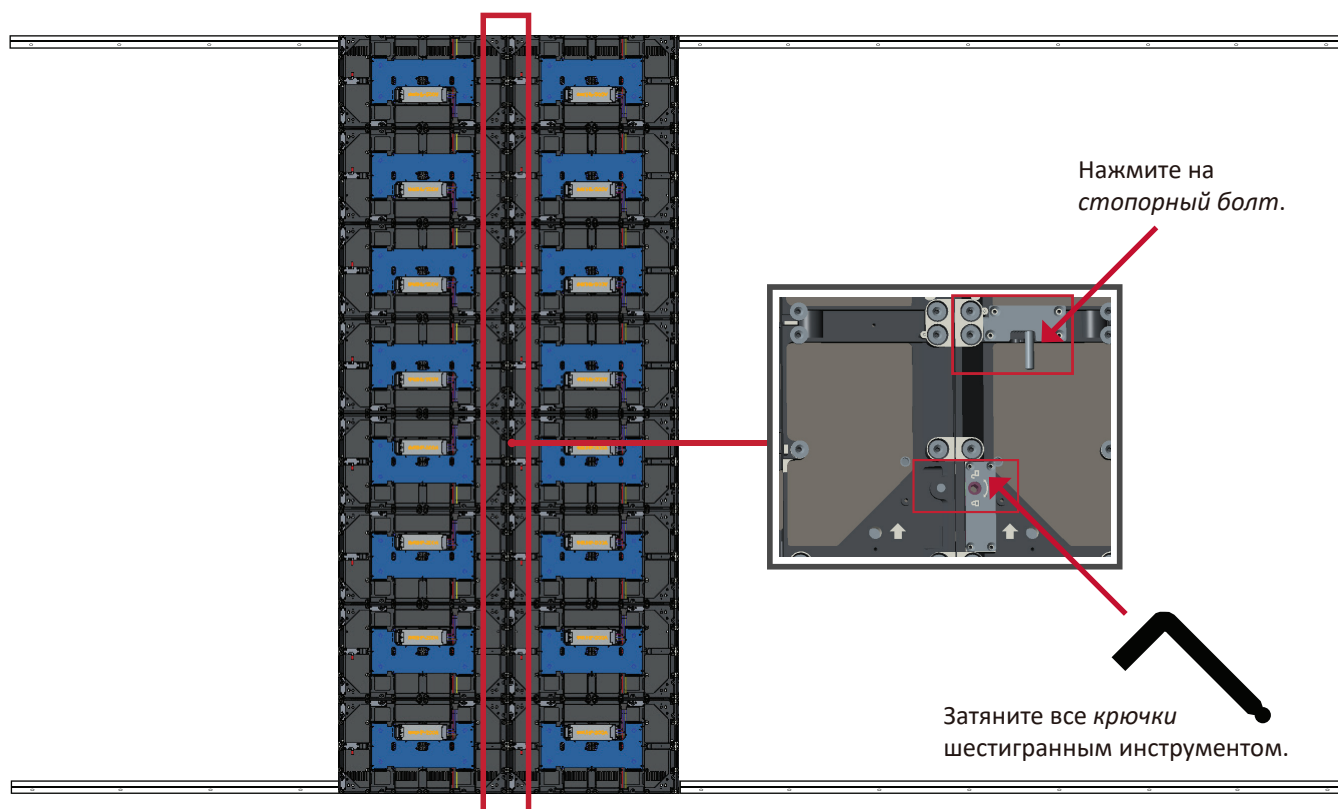 Нажмите на
стопорный болт.
Затяните все крючки
шестигранным инструментом.